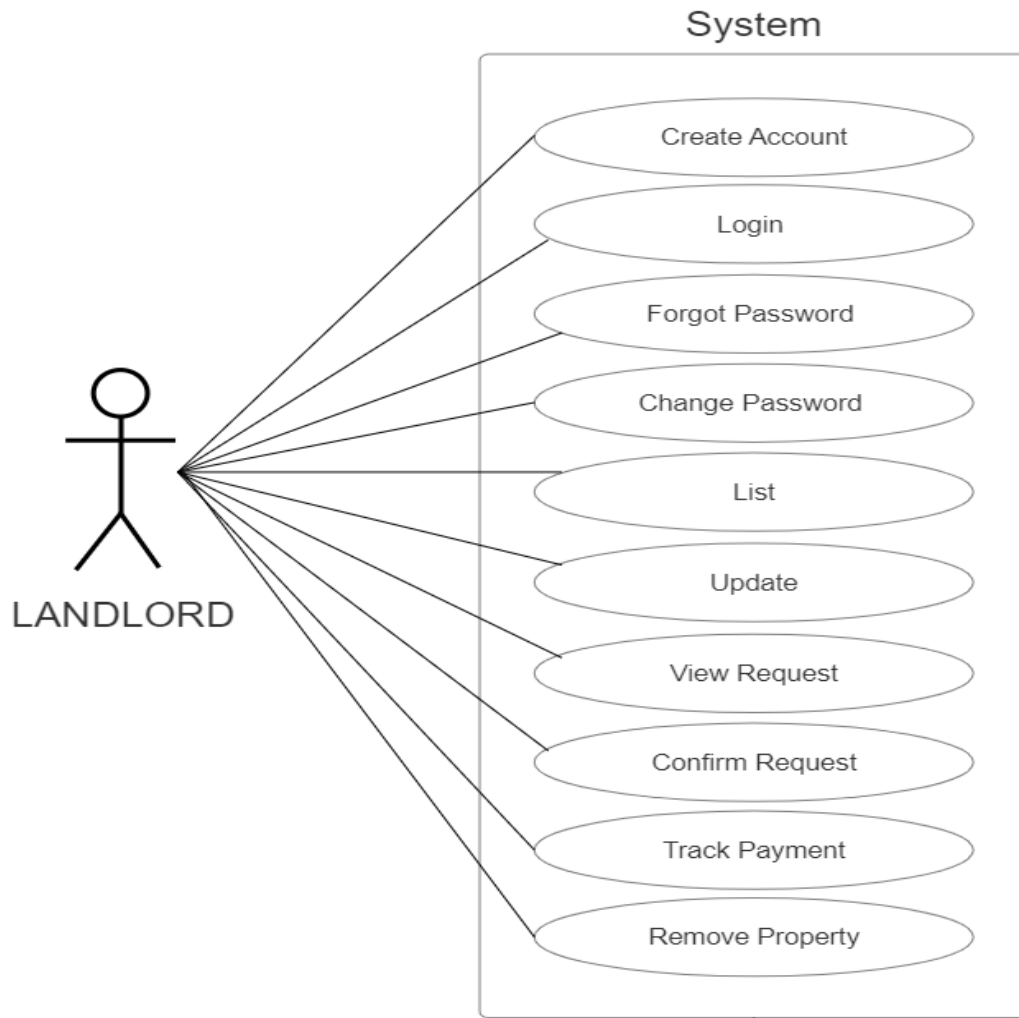 System
Create Account
Login
Forgot Password
Change Password
List
Update
View Request
Confirm Request
Track Payment
Remove Property
LANDLORD